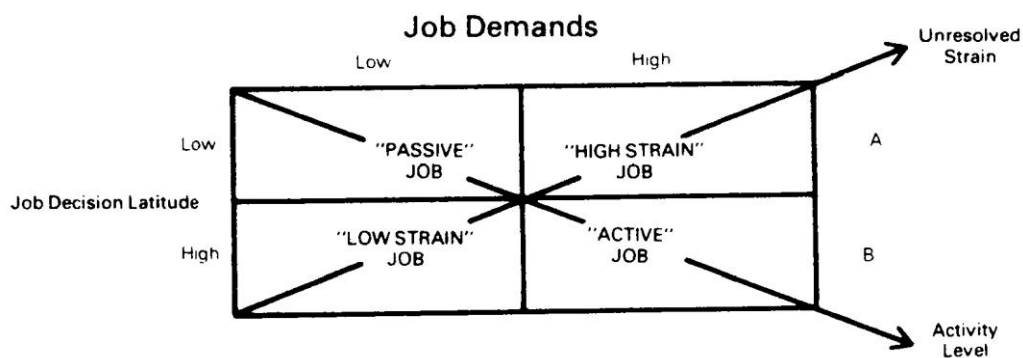 Job Demands
Unresolved
Strain
Low
High
Low
"PASSIVE"
JOB
"HIGH STRAIN"
JOB
A
Job Decision Latitude
High
"LOW STRAIN"
JOB
"ACTIVE"
JOB
B
Activity
Level